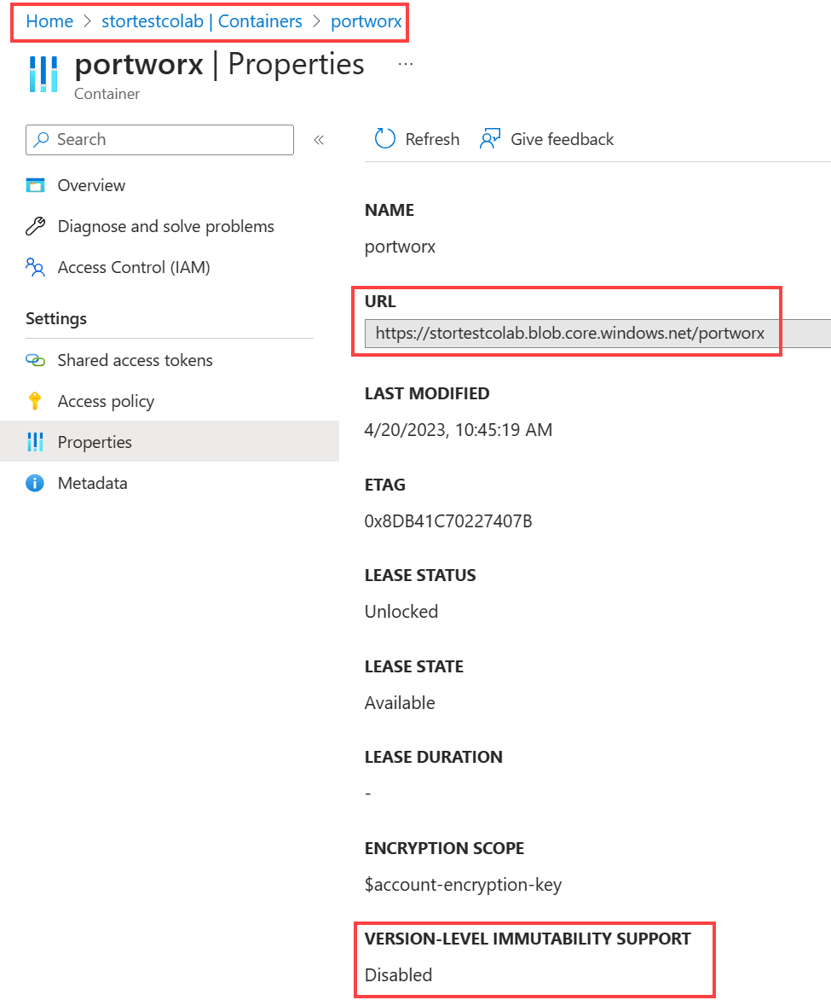 Home > stortestcolab | Containers > portworx
portworx | Properties ...
Container
Search «
Refresh Give feedback
Overview
Diagnose and solve problems
Access Control (IAM)
Settings
Shared access tokens
Access policy
Properties
Metadata
NAME
portworx
URL
https://stortestcolab.blob.core.windows.net/portworx
LAST MODIFIED
4/20/2023, 10:45:19 AM
ETAG
0x8DB41C70227407B
LEASE STATUS
Unlocked
LEASE STATE
Available
LEASE DURATION
-
ENCRYPTION SCOPE
$account-encryption-key
VERSION-LEVEL IMMUTABILITY SUPPORT
Disabled